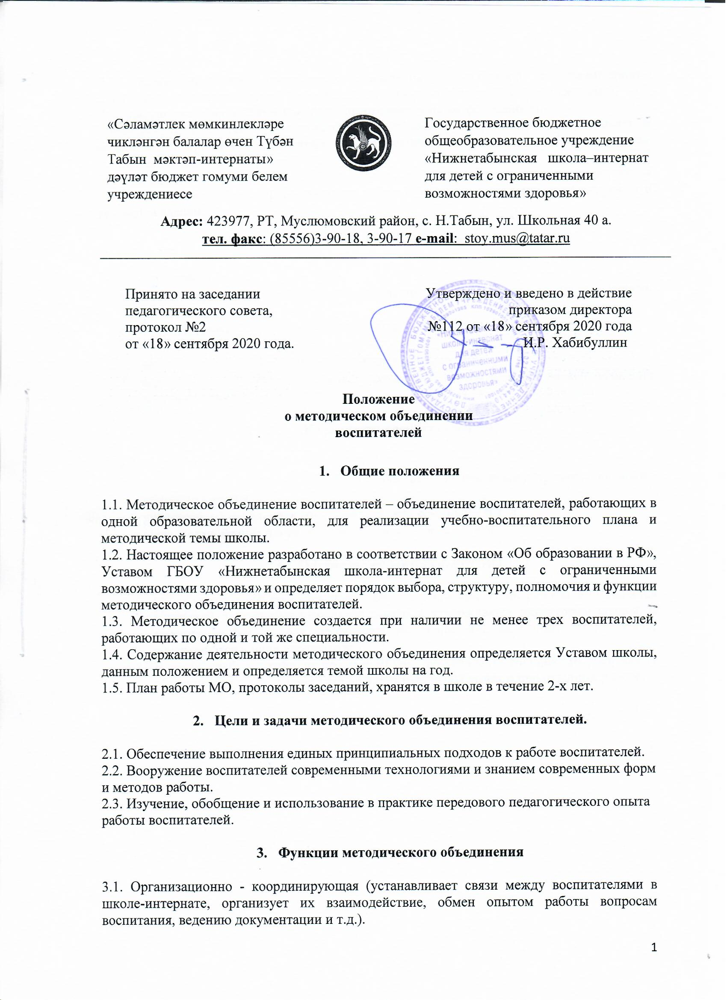 «Сәламәтлек мөмкинлекләре
чикләнгән балалар өчен Түбән
Табын мәктәп-интернаты»
дәүләт бюджет гомуми белем
учреждениесе
Государственное бюджетное
общеобразовательное учреждение
«Нижнетабынская школа–интернат
для детей с ограниченными
возможностями здоровья»
Адрес: 423977, РТ, Муслюмовский район, с. Н.Табын, ул. Школьная 40 а.
тел. факс: (85556)3-90-18, 3-90-17 e-mail: stoy.mus@tatar.ru
Принято на заседании
педагогического совета,
протокол №2
от «18» сентября 2020 года.
Утверждено и введено в действие
приказом директора
№112 от «18» сентября 2020 года
И.Р. Хабибуллин
школа-интернат
для детей
с ограниченными
возможностями
здоровья»
Положение
о методическом объединении
воспитателей
1. Общие положения
1.1. Методическое объединение воспитателей – объединение воспитателей, работающих в
одной образовательной области, для реализации учебно-воспитательного плана и
методической темы школы.
1.2. Настоящее положение разработано в соответствии с Законом «Об образовании в РФ»,
Уставом ГБОУ «Нижнетабынская школа-интернат для детей с ограниченными
возможностями здоровья» и определяет порядок выбора, структуру, полномочия и функции
методического объединения воспитателей.
1.3. Методическое объединение создается при наличии не менее трех воспитателей,
работающих по одной и той же специальности.
1.4. Содержание деятельности методического объединения определяется Уставом школы,
данным положением и определяется темой школы на год.
1.5. План работы МО, протоколы заседаний, хранятся в школе в течение 2-х лет.
2. Цели и задачи методического объединения воспитателей.
2.1. Обеспечение выполнения единых принципиальных подходов к работе воспитателей.
2.2. Вооружение воспитателей современными технологиями и знанием современных форм
и методов работы.
2.3. Изучение, обобщение и использование в практике передового педагогического опыта
работы воспитателей.
3. Функции методического объединения
3.1. Организационно - координирующая (устанавливает связи между воспитателями в
школе-интернате, организует их взаимодействие, обмен опытом работы вопросам
воспитания, ведению документации и т.д.).
1